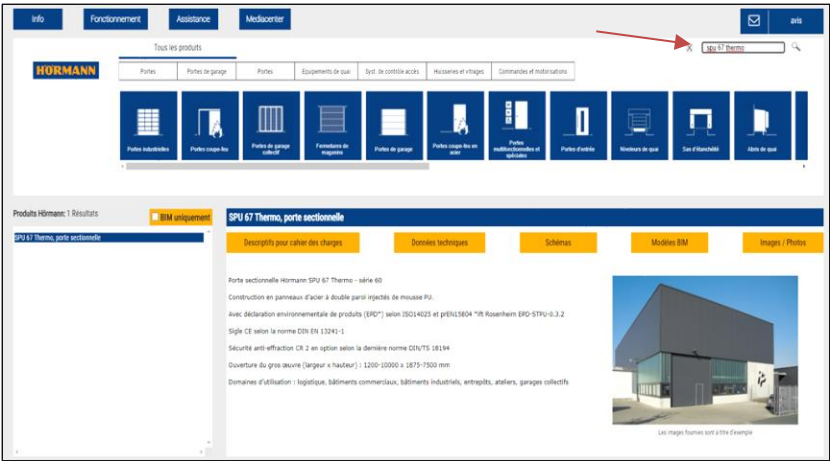 Info
Fonctionnement
Assistance
Mediacenter
avis
Tous les produits
X
spu 67 thermo
HÖRMANN
Portes
Portes de garage
Portes
Equipements de quai
Syst. de contrôle accès
Huisseries et vitrages
Commandes et motorisations
Portes industrielles
Portes coupe-feu
Portes de garage
collectif
Fermetures de
magasins
Portes de garage
Portes coupe-feu en
acier
Portes
multifonctionnelles et
spéciales
Portes d'entrée
Niveleurs de quai
Sas d'étanchéité
Abris de quai
Produits Hörmann: 1 Résultats
BIM uniquement
SPU 67 Thermo, porte sectionnelle
SPU 67 Thermo, porte sectionnelle
Descriptifs pour cahier des charges
Données techniques
Schémas
Modèles BIM
Images / Photos
Porte sectionnelle Hörmann SPU 67 Thermo - série 60
Construction en panneaux d'acier à double paroi injectés de mousse PU.
Avec déclaration environnementale de produits (EPD*) selon ISO14025 et prEN15804 *ift Rosenheim EPD-STPU-0.3.2
Sigle CE selon la norme DIN EN 13241-1
Sécurité anti-effraction CR 2 en option selon la dernière norme DIN/TS 18194
Ouverture du gros œuvre (largeur x hauteur) : 1200-10000 x 1875-7500 mm
Domaines d'utilisation : logistique, bâtiments commerciaux, bâtiments industriels, entrepôts, ateliers, garages collectifs
Les images fournies sont à titre d'exemple